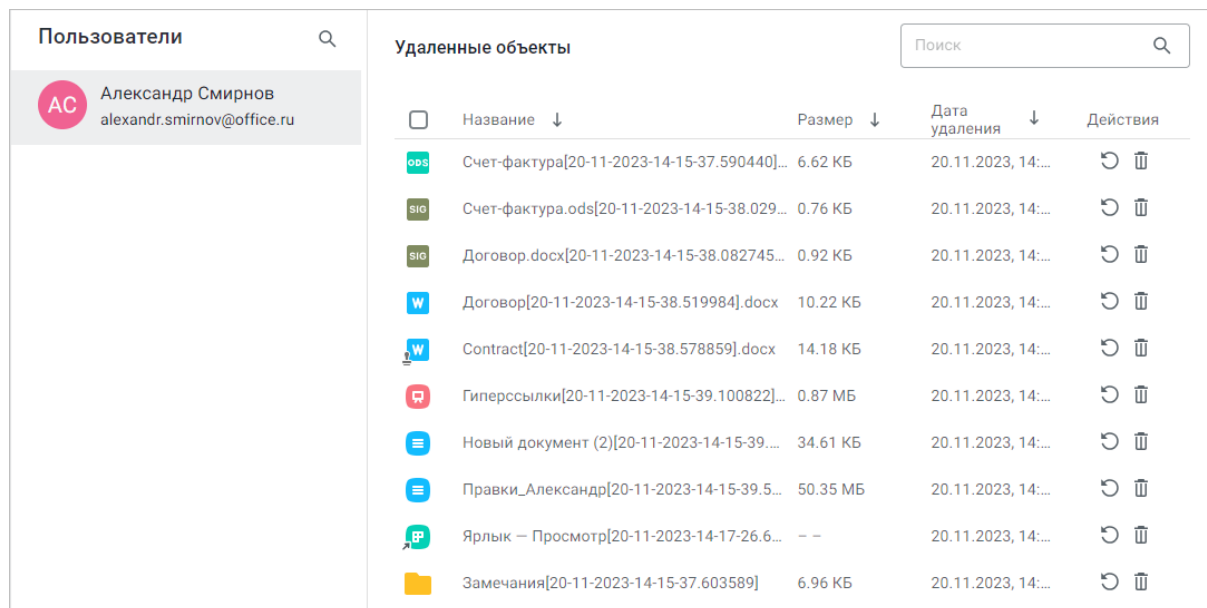 Пользователи
АС
Александр Смирнов
alexandr.smirnov@office.ru
Удаленные объекты
Поиск
Название ↓ Размер ↓ Дата удаления ↓ Действия
ODS Счет-фактура[20-11-2023-14-15-37.590440]... 6.62 КБ 20.11.2023, 14:...
SIG Счет-фактура.ods[20-11-2023-14-15-38.029... 0.76 КБ 20.11.2023, 14:...
SIG Договор.docx[20-11-2023-14-15-38.082745... 0.92 КБ 20.11.2023, 14:...
W Договор[20-11-2023-14-15-38.519984].docx 10.22 КБ 20.11.2023, 14:...
W Contract[20-11-2023-14-15-38.578859].docx 14.18 КБ 20.11.2023, 14:...
Гиперссылки[20-11-2023-14-15-39.100822]... 0.87 МБ 20.11.2023, 14:...
Новый документ (2)[20-11-2023-14-15-39.... 34.61 КБ 20.11.2023, 14:...
Правки_Александр[20-11-2023-14-15-39.5... 50.35 МБ 20.11.2023, 14:...
Ярлык — Просмотр[20-11-2023-14-17-26.6... – – 20.11.2023, 14:...
Замечания[20-11-2023-14-15-37.603589] 6.96 КБ 20.11.2023, 14:...